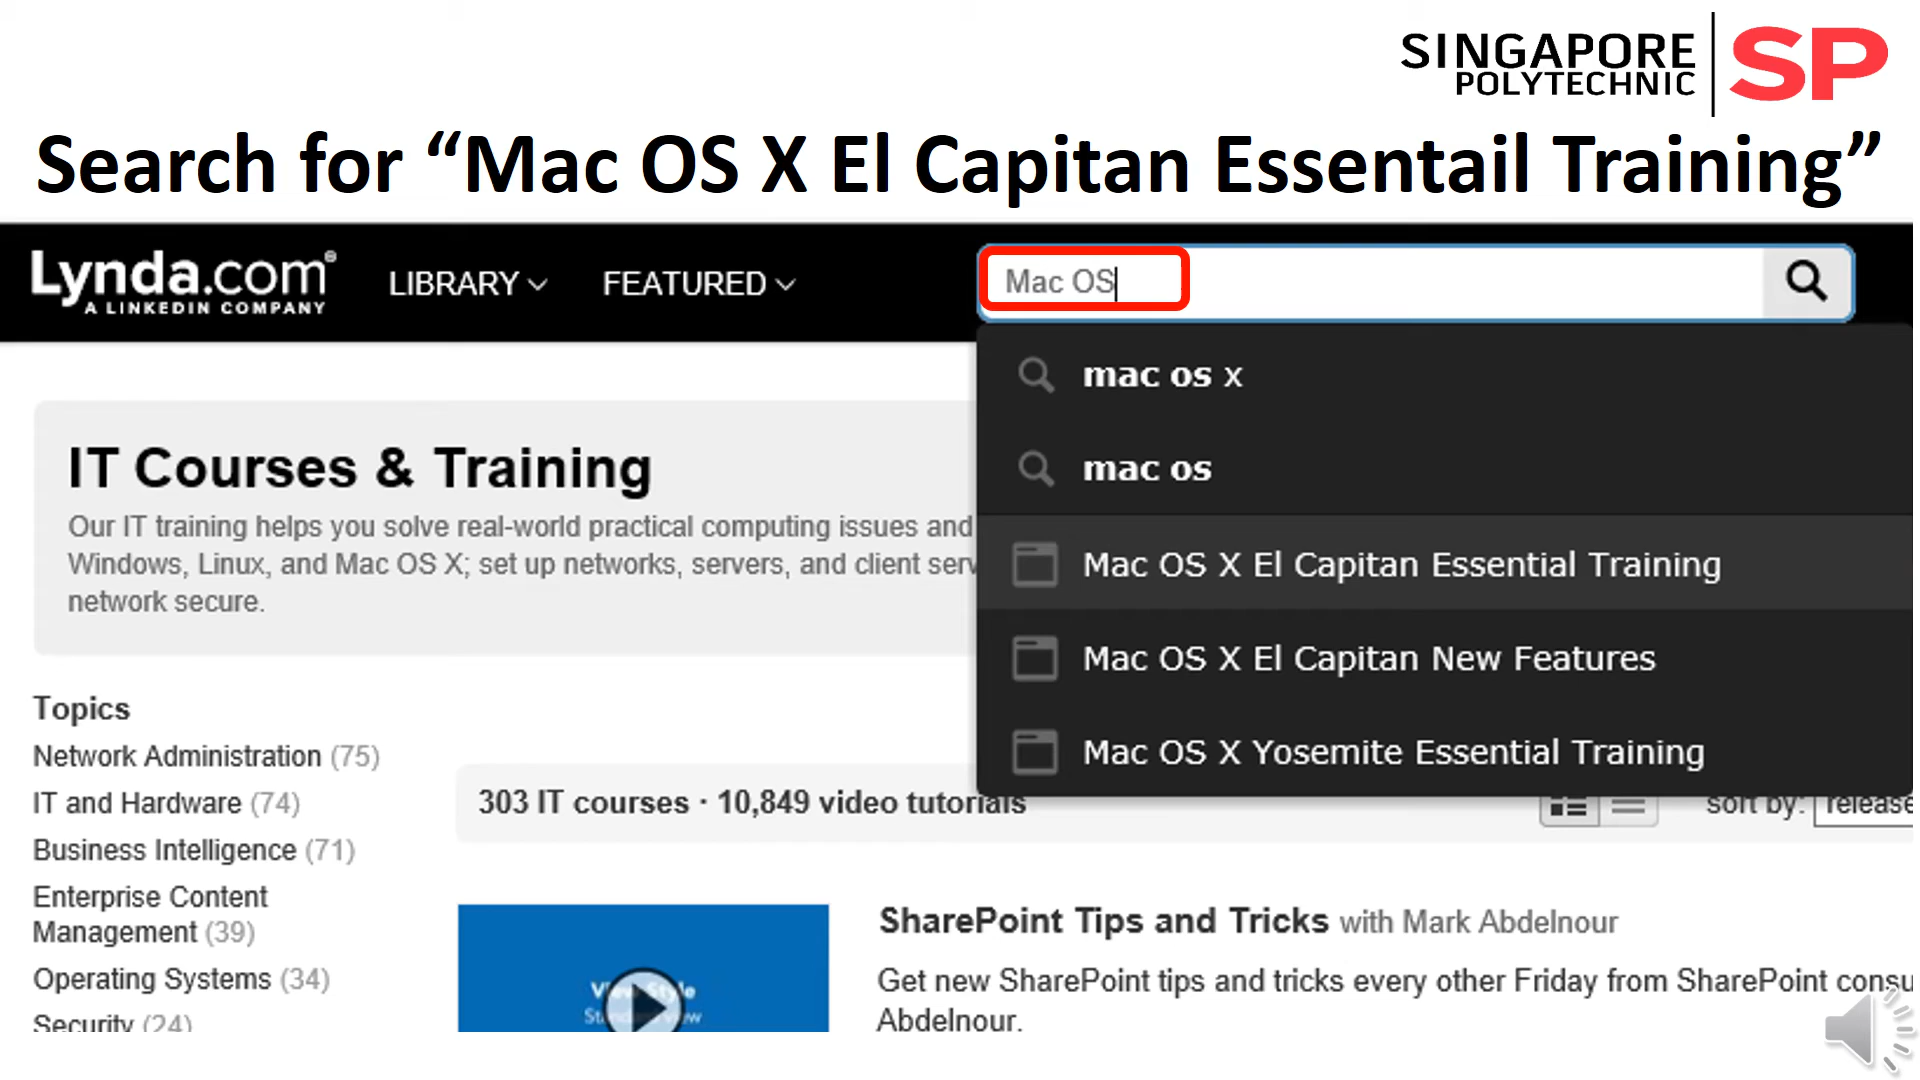 SINGAPORE
POLYTECHNIC
SP
Search for “Mac OS X El Capitan Essentail Training”
Lynda.com®
A LINKEDIN COMPANY
LIBRARY
FEATURED
Mac OS
mac os x
mac os
Mac OS X El Capitan Essential Training
Mac OS X El Capitan New Features
Mac OS X Yosemite Essential Training
IT Courses & Training
Our IT training helps you solve real-world practical computing issues and
Windows, Linux, and Mac OS X; set up networks, servers, and client serv
network secure.
Topics
Network Administration (75)
IT and Hardware (74)
Business Intelligence (71)
Enterprise Content
Management (39)
Operating Systems (34)
Security (24)
303 IT courses · 10,849 video tutorials
sort by: release
View Style
SharePoint Tips and Tricks with Mark Abdelnour
Get new SharePoint tips and tricks every other Friday from SharePoint consu
Abdelnour.